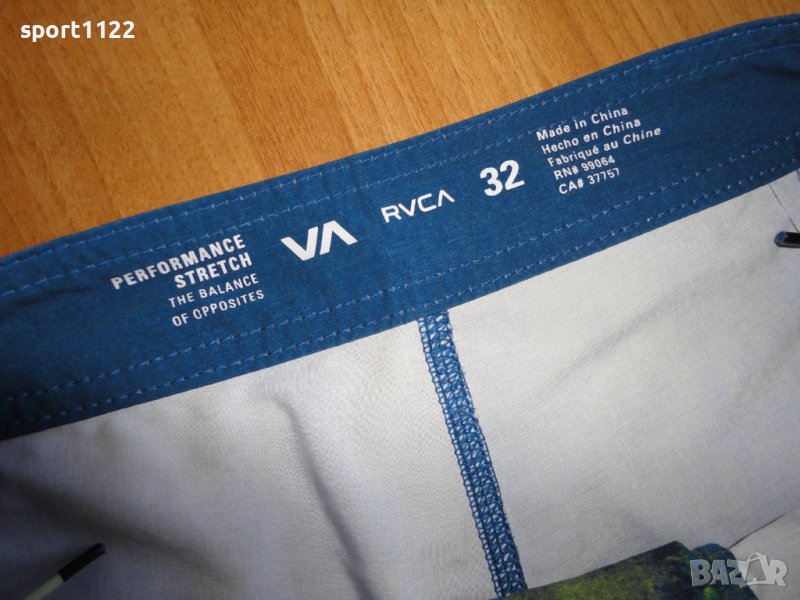 sport1122
PERFORMANCE
STRETCH
THE BALANCE
OF OPPOSITES
VA
RVCA
32
Made in China
Hecho en China
Fabriqué au Chine
RN# 99064
CA# 37757
BAZAR